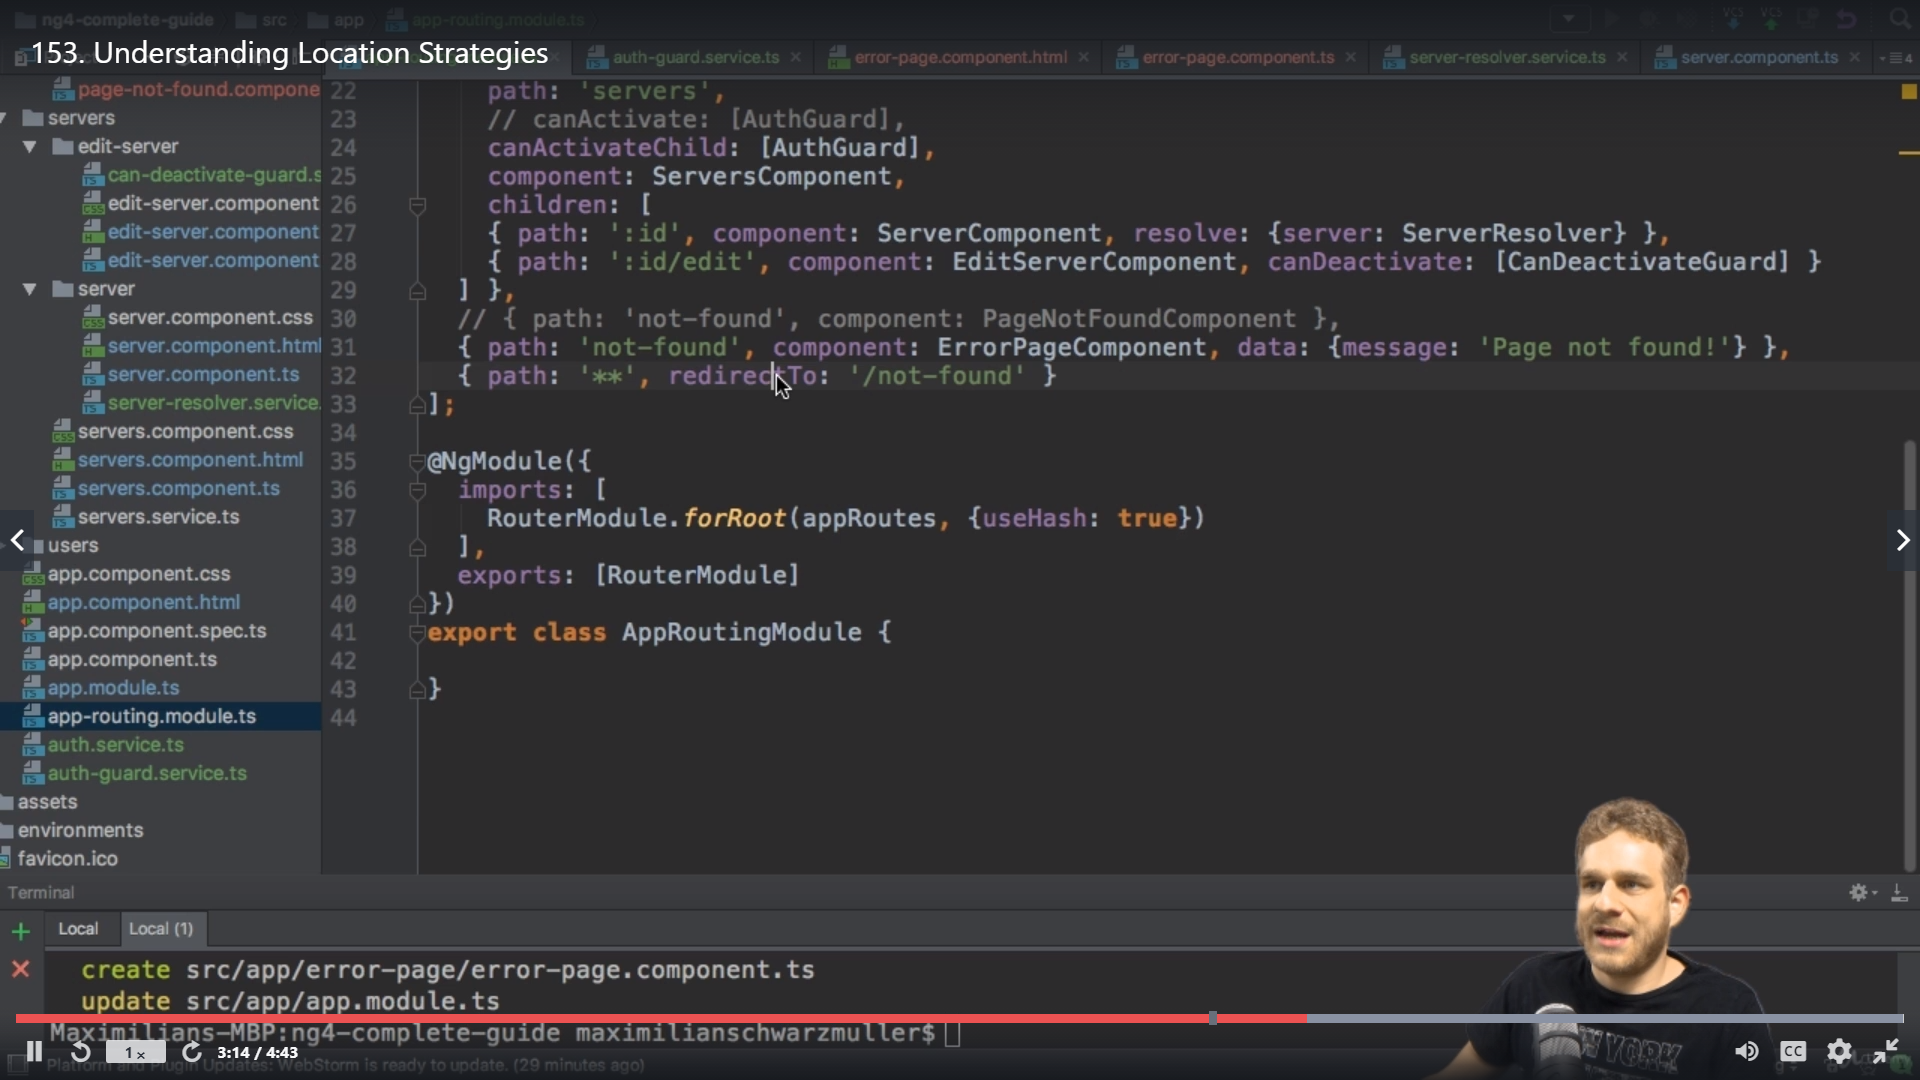 ng4-complete-guide src app app-routing.module.ts
153. Understanding Location Strategies
auth-guard.service.ts error-page.component.html error-page.component.ts server-resolver.service.ts server.component.ts 4
page-not-found.compone
servers
edit-server
can-deactivate-guard.s
edit-server.component
edit-server.component
edit-server.component
server
server.component.css
server.component.html
server.component.ts
server-resolver.service.
servers.component.css
servers.component.html
servers.component.ts
servers.service.ts
users
app.component.css
app.component.html
app.component.spec.ts
app.component.ts
app.module.ts
app-routing.module.ts
auth.service.ts
auth-guard.service.ts
assets
environments
favicon.ico
22 path: 'servers',
23 // canActivate: [AuthGuard],
24 canActivateChild: [AuthGuard],
25 component: ServersComponent,
26 children: [
27 { path: ':id', component: ServerComponent, resolve: {server: ServerResolver} },
28 { path: ':id/edit', component: EditServerComponent, canDeactivate: [CanDeactivateGuard] }
29 ] },
30 // { path: 'not-found', component: PageNotFoundComponent },
31 { path: 'not-found', component: ErrorPageComponent, data: {message: 'Page not found!'} },
32 { path: '**', redirectTo: '/not-found' }
33 ];
34
35 @NgModule({
36 imports: [
37 RouterModule.forRoot(appRoutes, {useHash: true})
38 ],
39 exports: [RouterModule]
40 })
41 export class AppRoutingModule {
42
43 }
44
Terminal
Local Local (1)
create src/app/error-page/error-page.component.ts
update src/app/app.module.ts
Maximilians-MBP:ng4-complete-guide maximilianschwarzmuller$
1x 3:14 / 4:43 CC
Platform and Plugin Updates: WebStorm is ready to update. (29 minutes ago)
NEW YORK